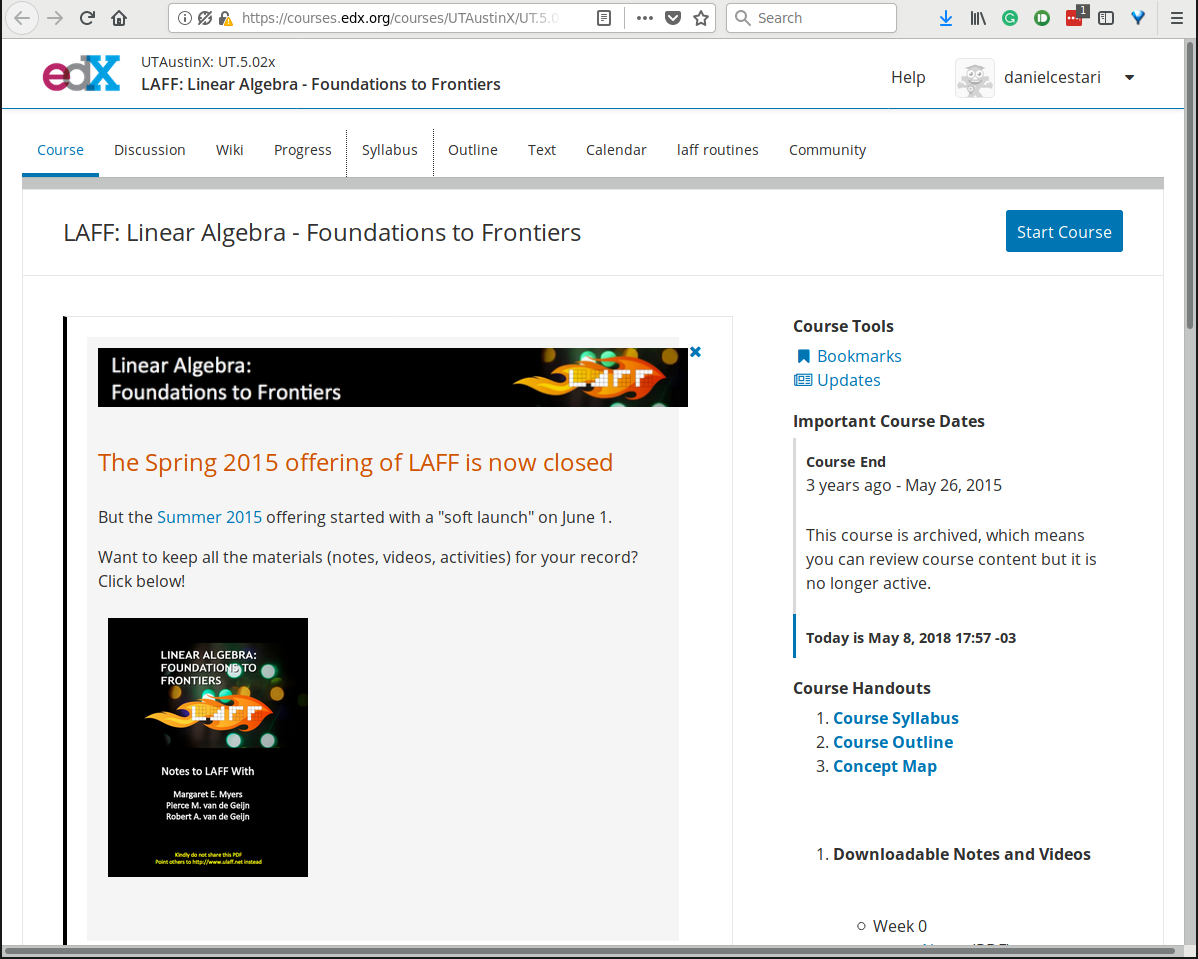 https://courses.edx.org/courses/UTAustinX/UT.5.0
Search
1
edX
UTAustinX: UT.5.02x
LAFF: Linear Algebra - Foundations to Frontiers
Help
danielcestari
Course Discussion Wiki Progress Syllabus Outline Text Calendar laff routines Community
LAFF: Linear Algebra - Foundations to Frontiers
Start Course
Linear Algebra:
Foundations to Frontiers
LAFF
The Spring 2015 offering of LAFF is now closed
But the Summer 2015 offering started with a "soft launch" on June 1.
Want to keep all the materials (notes, videos, activities) for your record?
Click below!
LINEAR ALGEBRA:
FOUNDATIONS TO
FRONTIERS
LAFF
Notes to LAFF With
Margaret E. Myers
Pierce M. van de Geijn
Robert A. van de Geijn
Kindly do not share this PDF
Point others to http://www.ulaff.net instead
Course Tools
Bookmarks
Updates
Important Course Dates
Course End
3 years ago - May 26, 2015
This course is archived, which means
you can review course content but it is
no longer active.
Today is May 8, 2018 17:57 -03
Course Handouts
1. Course Syllabus
2. Course Outline
3. Concept Map
1. Downloadable Notes and Videos
Week 0